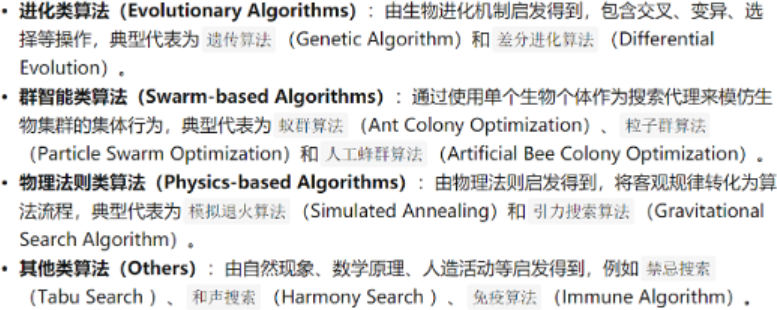 • 进化类算法（Evolutionary Algorithms）：由生物进化机制启发得到，包含交叉、变异、选
择等操作，典型代表为 遗传算法 （Genetic Algorithm）和 差分进化算法 （Differential
Evolution）。
• 群智能类算法（Swarm-based Algorithms）：通过使用单个生物个体作为搜索代理来模仿生
物集群的集体行为，典型代表为 蚁群算法 （Ant Colony Optimization）、 粒子群算法
（Particle Swarm Optimization）和 人工蜂群算法 （Artificial Bee Colony Optimization）。
• 物理法则类算法（Physics-based Algorithms）：由物理法则启发得到，将客观规律转化为算
法流程，典型代表为 模拟退火算法 （Simulated Annealing）和 引力搜索算法 （Gravitational
Search Algorithm）。
• 其他类算法（Others）：由自然现象、数学原理、人造活动等启发得到，例如 禁忌搜索
（Tabu Search ）、 和声搜索 （Harmony Search ）、 免疫算法 （Immune Algorithm）。